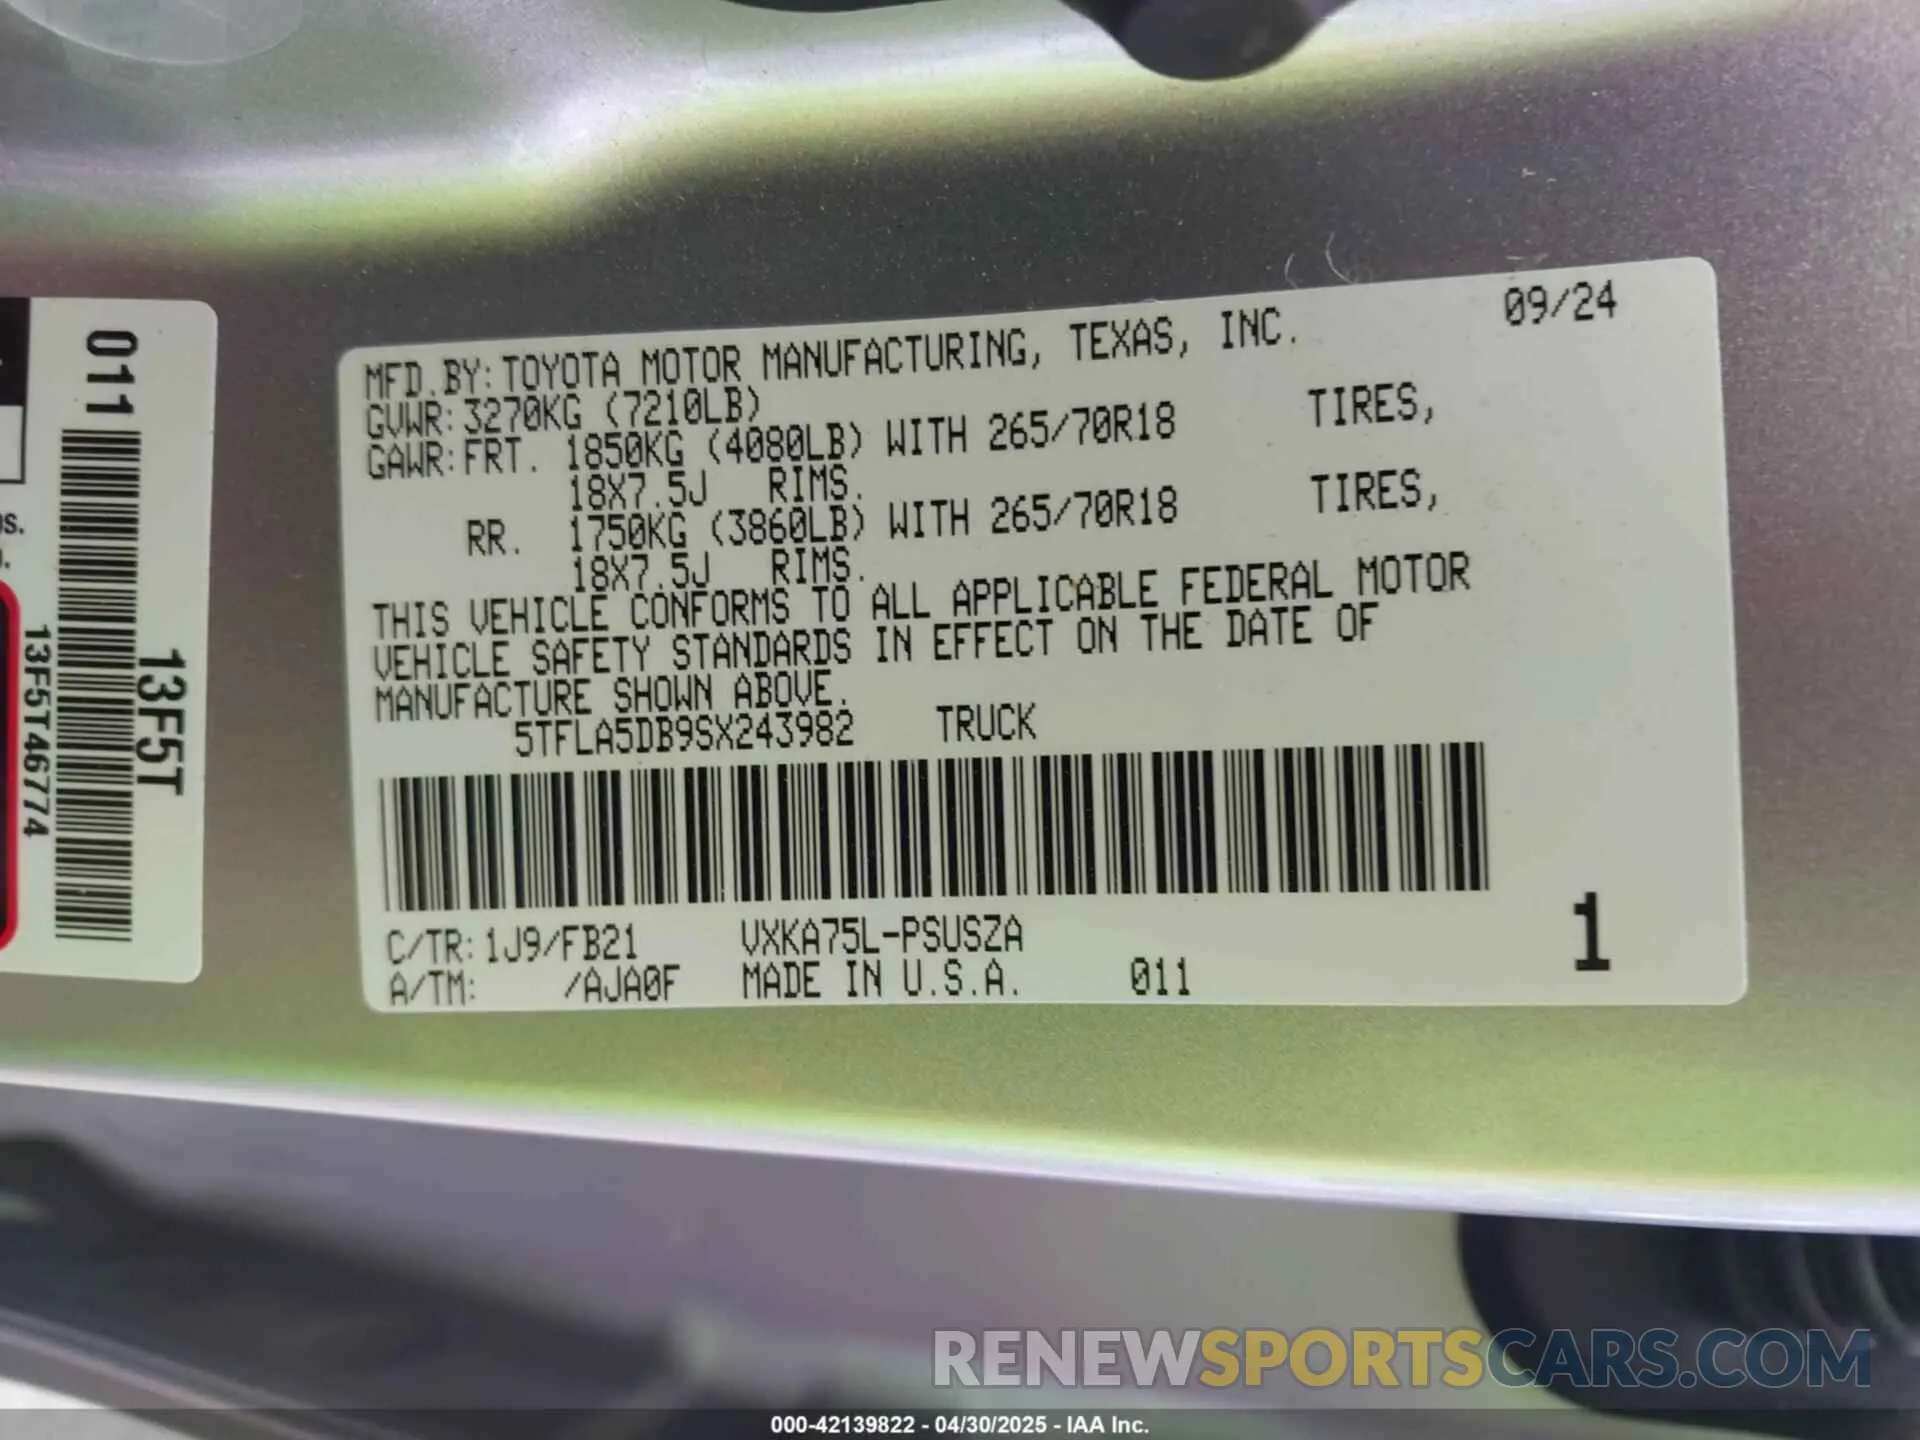 MFD.BY:TOYOTA MOTOR MANUFACTURING, TEXAS, INC. 09/24
GVWR:3270KG (7210LB)
GAWR:FRT. 1850KG (4080LB) WITH 265/70R18 TIRES,
18X7.5J RIMS.
RR. 1750KG (3860LB) WITH 265/70R18 TIRES,
18X7.5J RIMS.
THIS VEHICLE CONFORMS TO ALL APPLICABLE FEDERAL MOTOR
VEHICLE SAFETY STANDARDS IN EFFECT ON THE DATE OF
MANUFACTURE SHOWN ABOVE.
5TFLA5DB9SX243982 TRUCK
C/TR:1J9/FB21 VXKA75L-PSUSZA
A/TM: /AJA0F MADE IN U.S.A. 011
1
011
13F5T
13F5T46774
RENEWSPORTSCARS.COM
000-42139822 - 04/30/2025 - IAA Inc.